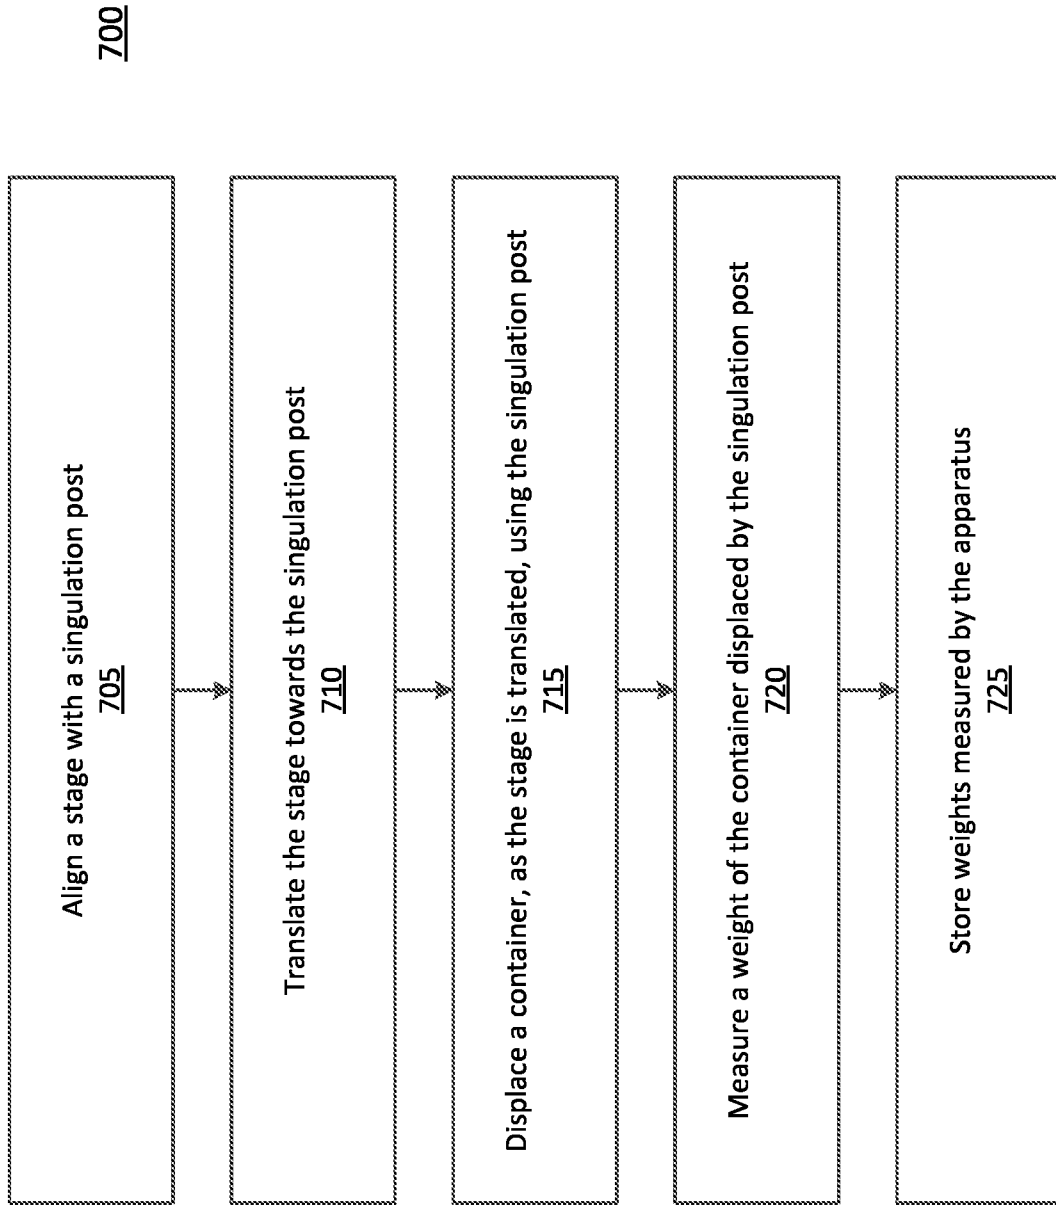 700
Align a stage with a singulation post
705
Translate the stage towards the singulation post
710
Displace a container, as the stage is translated, using the singulation post
715
Measure a weight of the container displaced by the singulation post
720
Store weights measured by the apparatus
725